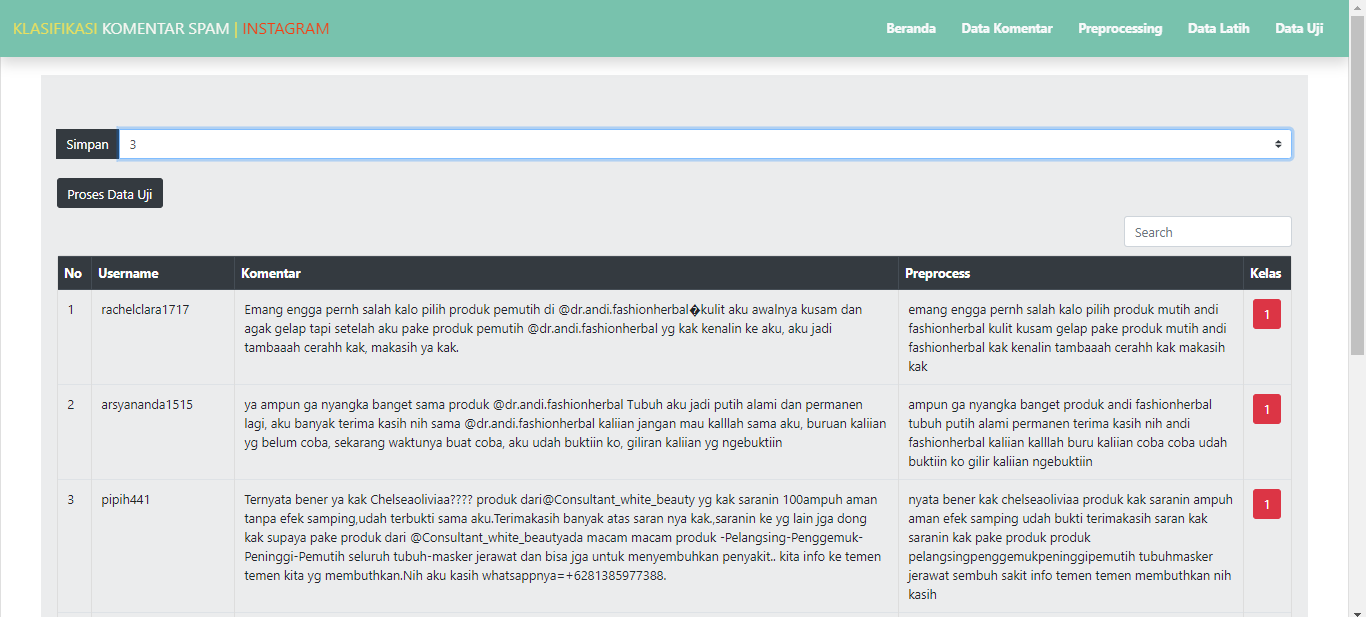 KLASIFIKASI KOMENTAR SPAM | INSTAGRAM
Beranda Data Komentar Preprocessing Data Latih Data Uji
Simpan 3
Proses Data Uji
Search
No Username Komentar Preprocess Kelas
1 rachelclara1717
Emang engga pernh salah kalo pilih produk pemutih di @dr.andi.fashionherbal�kulit aku awalnya kusam dan
agak gelap tapi setelah aku pake produk pemutih @dr.andi.fashionherbal yg kak kenalin ke aku, aku jadi
tambaaah cerahh kak, makasih ya kak.
emang engga pernh salah kalo pilih produk mutih andi
fashionherbal kulit kusam gelap pake produk mutih andi
fashionherbal kak kenalin tambaaah cerahh kak makasih
kak
1
2 arsyananda1515
ya ampun ga nyangka banget sama produk @dr.andi.fashionherbal Tubuh aku jadi putih alami dan permanen
lagi, aku banyak terima kasih nih sama @dr.andi.fashionherbal kaliian jangan mau kalllah sama aku, buruan kaliian
yg belum coba, sekarang waktunya buat coba, aku udah buktiin ko, giliran kaliian yg ngebuktiin
ampun ga nyangka banget produk andi fashionherbal
tubuh putih alami permanen terima kasih nih andi
fashionherbal kaliian kalllah buru kaliian coba coba udah
buktiin ko gilir kaliian ngebuktiin
1
3 pipih441
Ternyata bener ya kak Chelseaoliviaa???? produk dari@Consultant_white_beauty yg kak saranin 100ampuh aman
tanpa efek samping,udah terbukti sama aku.Terimakasih banyak atas saran nya kak.,saranin ke yg lain jga dong
kak supaya pake produk dari @Consultant_white_beautyada macam macam produk -Pelangsing-Penggemuk-
Peninggi-Pemutih seluruh tubuh-masker jerawat dan bisa jga untuk menyembuhkan penyakit.. kita info ke temen
temen kita yg membuthkan.Nih aku kasih whatsappnya=+6281385977388.
nyata bener kak chelseaoliviaa produk kak saranin ampuh
aman efek samping udah bukti terimakasih saran kak
saranin kak pake produk produk
pelangsingpenggemukpeninggipemutih tubuhmasker
jerawat sembuh sakit info temen temen membuthkan nih
kasih
1